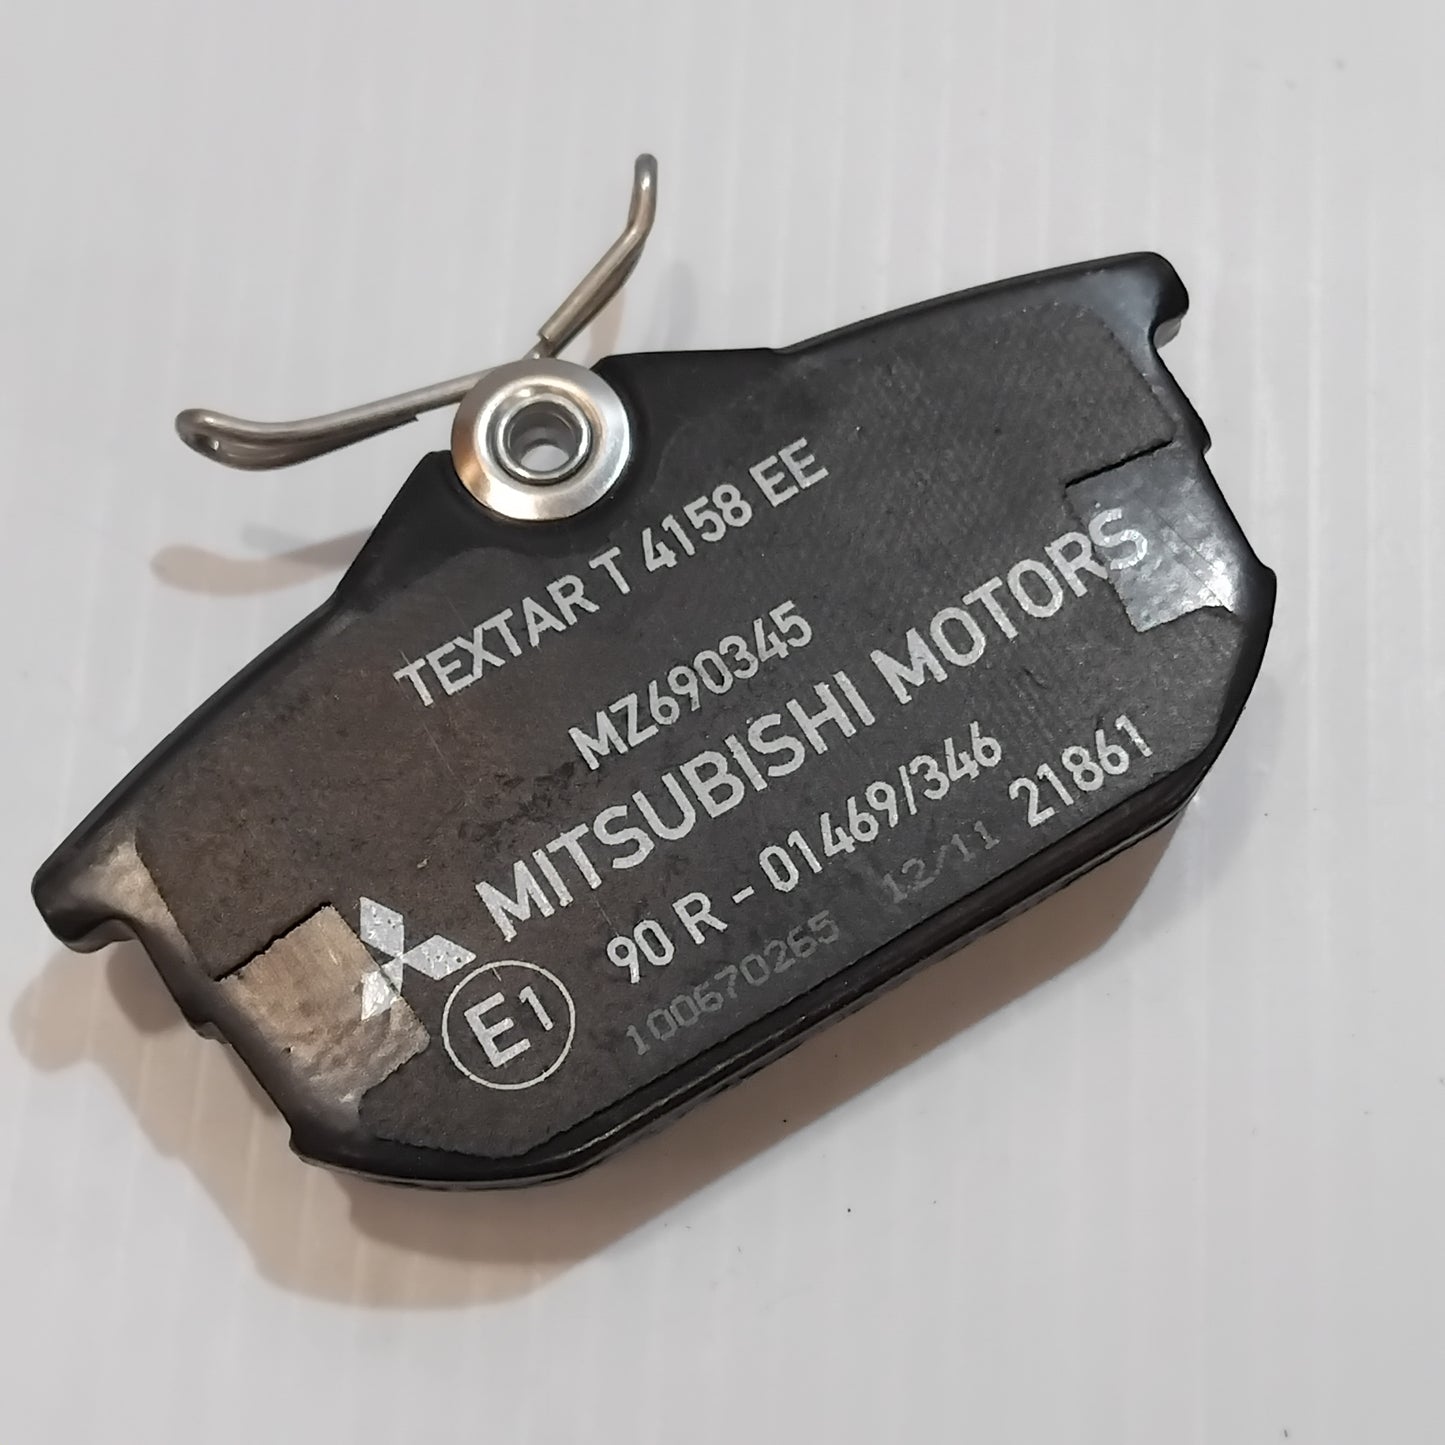 TEXTAR T 4158 EE
MZ690345
MITSUBISHI MOTORS
90 R - 01469/346
21861
E1
100670265 12/11